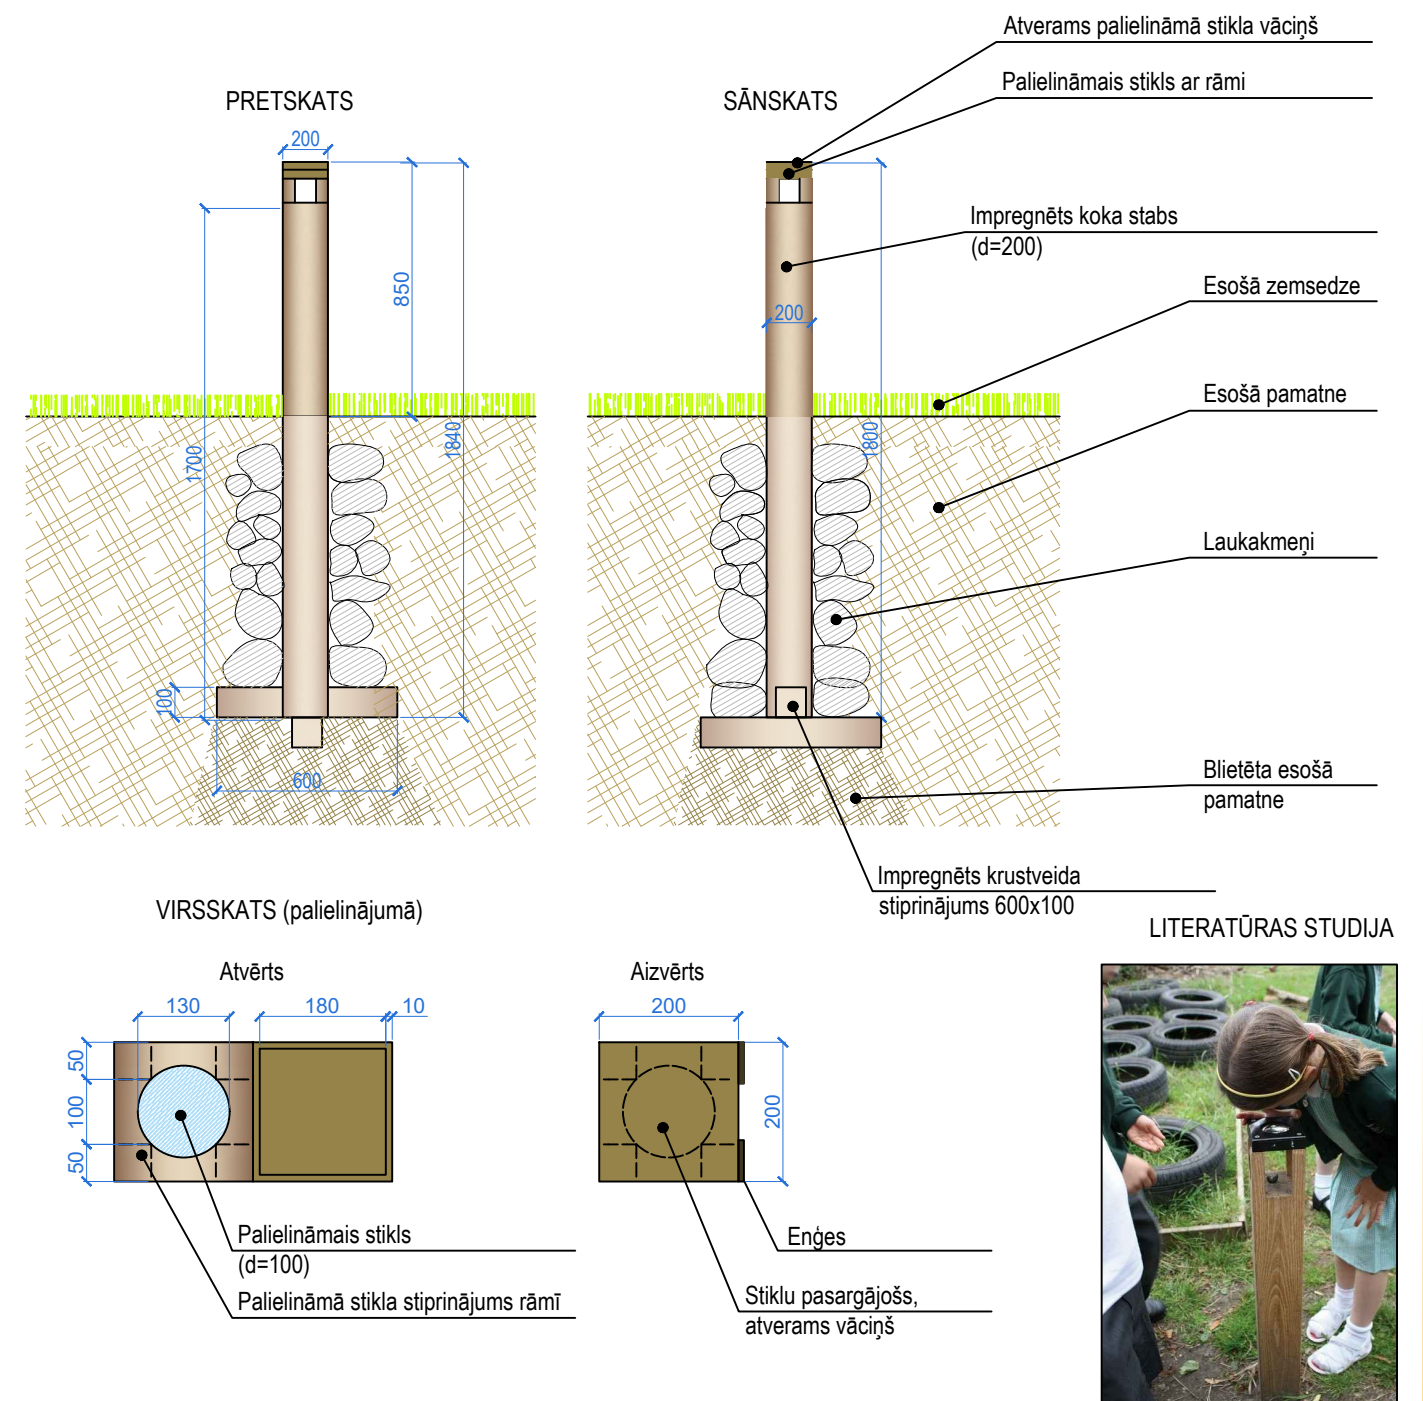 Atverams palielināmā stikla vāciņš
Palielināmais stikls ar rāmi
PRETSKATS
SĀNSKATS
200
Impregnēts koka stabs
(d=200)
850
Esošā zemsedze
200
Esošā pamatne
1700
1840
1800
Laukakmeņi
100
600
Blietēta esošā
pamatne
Impregnēts krustveida
stiprinājums 600x100
VIRSSKATS (palielinājumā)
LITERATŪRAS STUDIJA
Atvērts
Aizvērts
130
180
10
200
50
100
50
200
Palielināmais stikls
(d=100)
Palielināmā stikla stiprinājums rāmī
Enģes
Stiklu pasargājošs,
atverams vāciņš